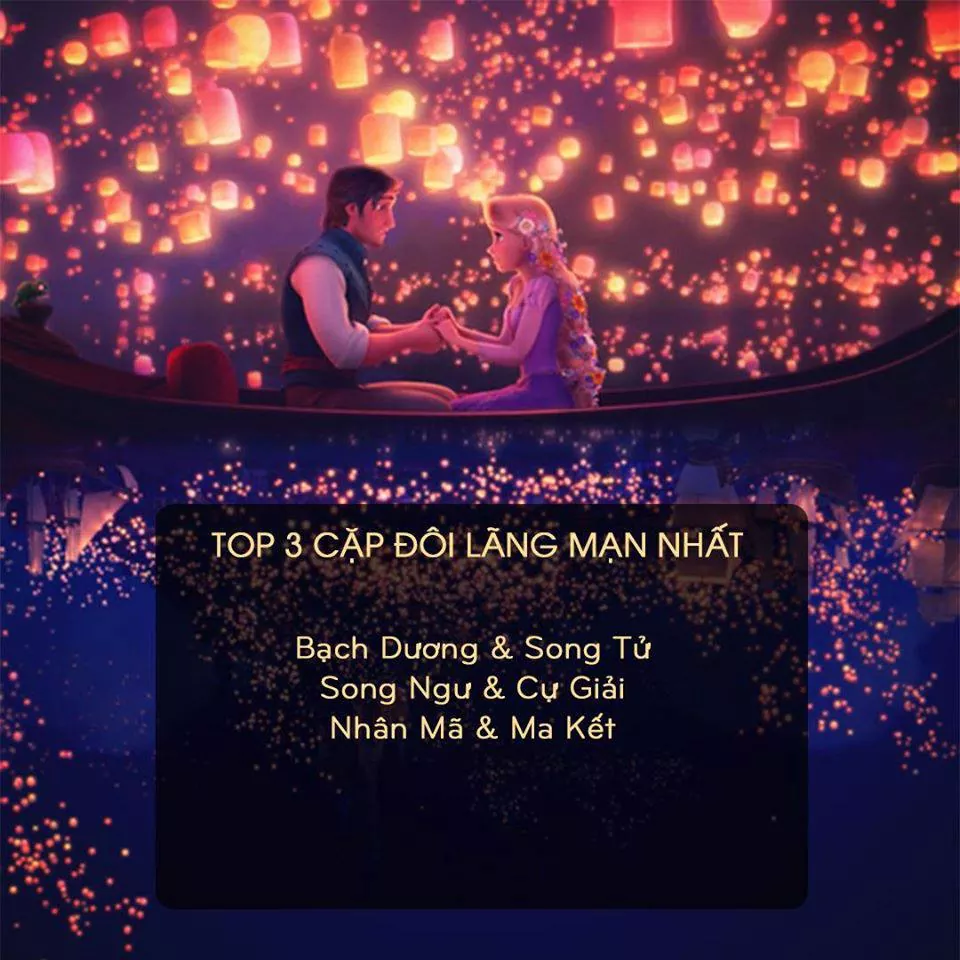 TOP 3 CẶP ĐÔI LÃNG MẠN NHẤT
Bạch Dương & Song Tử
Song Ngư & Cự Giải
Nhân Mã & Ma Kết